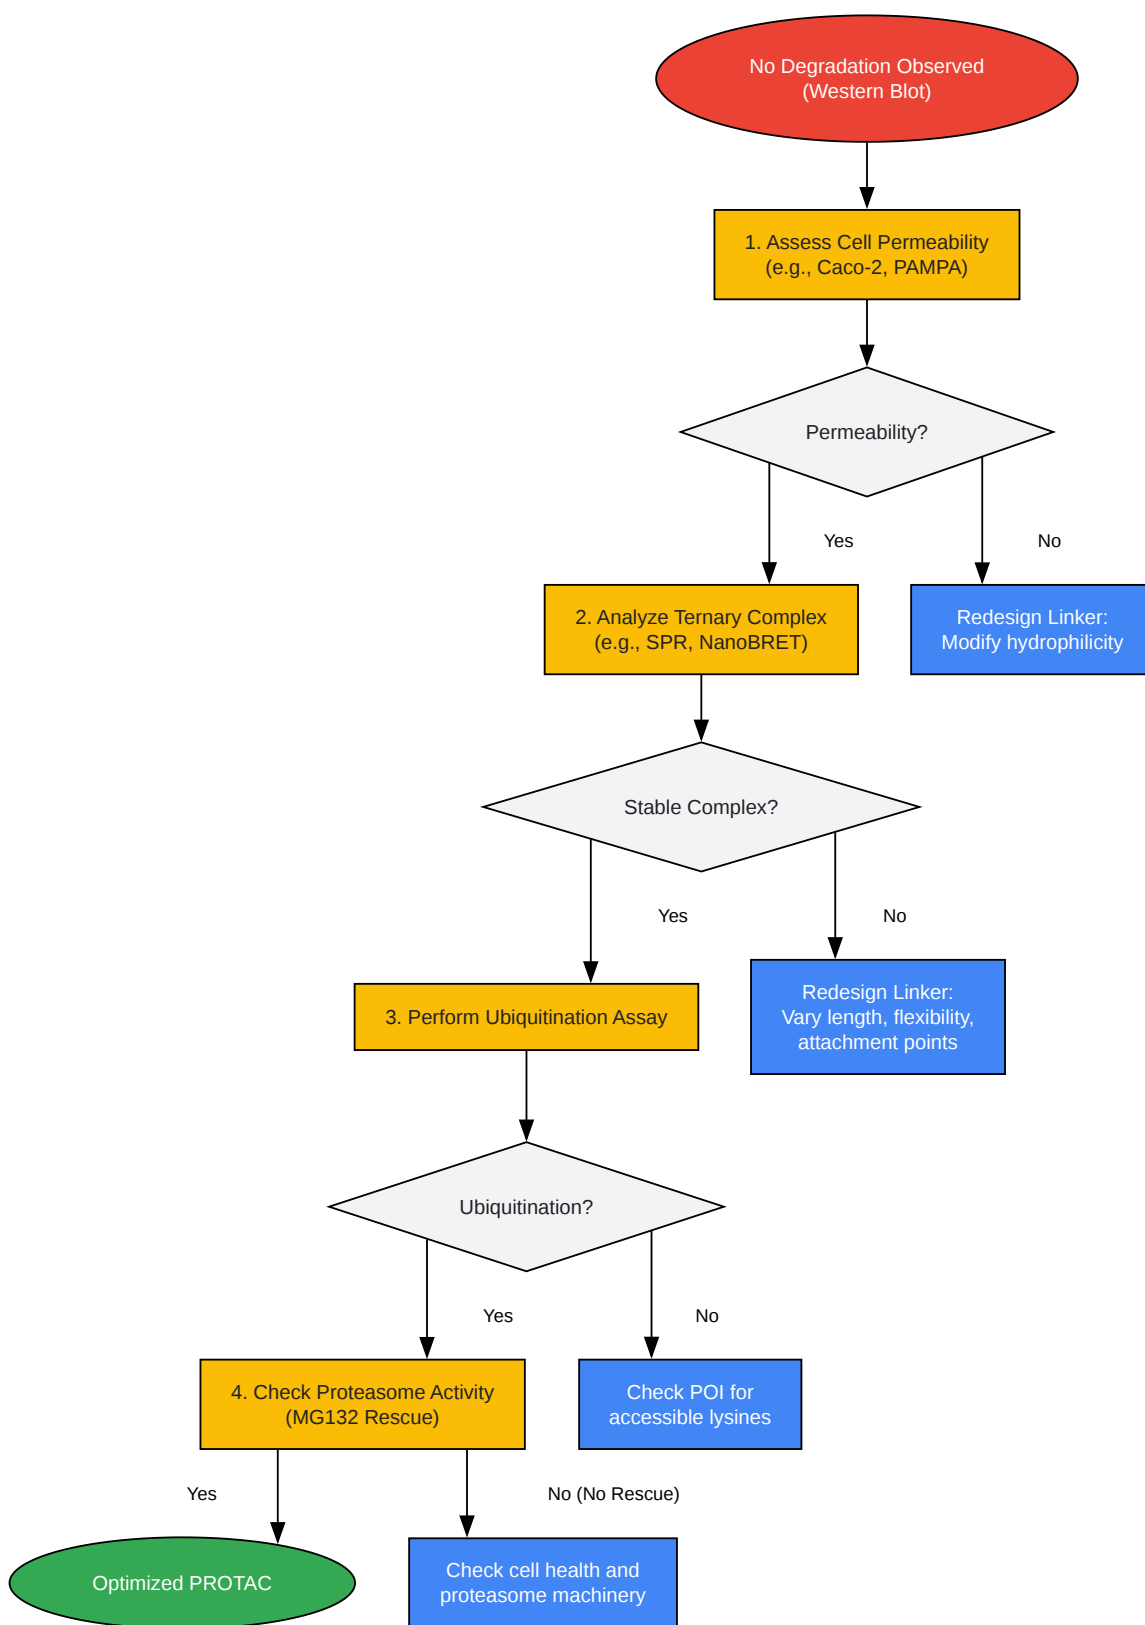 No Degradation Observed
(Western Blot)
1. Assess Cell Permeability
(e.g., Caco-2, PAMPA)
Permeability?
Yes
No
2. Analyze Ternary Complex
(e.g., SPR, NanoBRET)
Redesign Linker:
Modify hydrophilicity
Stable Complex?
Yes
No
3. Perform Ubiquitination Assay
Redesign Linker:
Vary length, flexibility,
attachment points
Ubiquitination?
Yes
No
4. Check Proteasome Activity
(MG132 Rescue)
Check POI for
accessible lysines
Yes
No (No Rescue)
Optimized PROTAC
Check cell health and
proteasome machinery